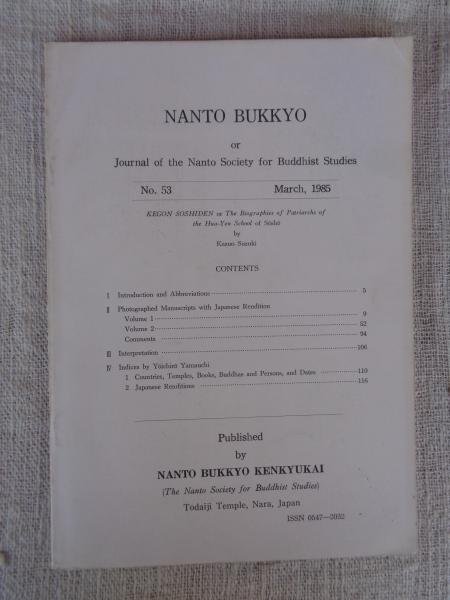 NANTO BUKKYO
or
Journal of the Nanto Society for Buddhist Studies
No. 53 March, 1985
KEGON SOSHIDEN or The Biographies of Patriarchs of
the Hua-Yen School of Sōshō
by
Kazuo Suzuki
CONTENTS
I Introduction and Abbreviations 5
II Photographed Manuscripts with Japanese Rendition
Volume 1 9
Volume 2 52
Comments 94
III Interpretation 106
IV Indices by Yōichirō Yamauchi
1 Countries, Temples, Books, Buddhas and Persons, and Dates 110
2 Japanese Renditions 116
Published
by
NANTO BUKKYO KENKYUKAI
(The Nanto Society for Buddhist Studies)
Todaiji Temple, Nara, Japan
ISSN 0547-2032